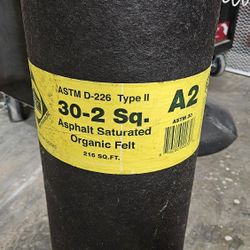 ASTM D-226 Type II
30-2 Sq.
A2
Asphalt Saturated
Organic Felt
216 SQ.FT.